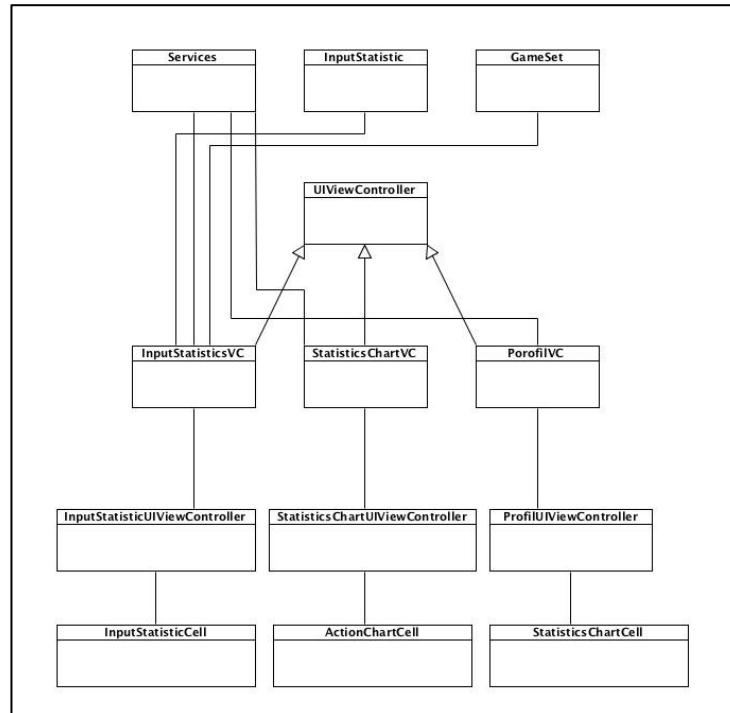 Services
InputStatistic
GameSet
UIViewController
InputStatisticsVC
StatisticsChartVC
PorofilVC
InputStatisticUIViewController
StatisticsChartUIViewController
ProfilUIViewController
InputStatisticCell
ActionChartCell
StatisticsChartCell